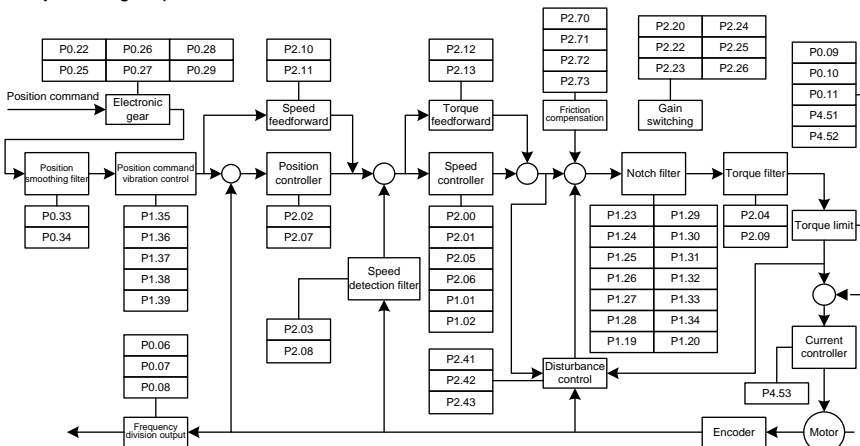 P0.22 P0.26 P0.28
P0.25 P0.27 P0.29
Position command
Electronic
gear
P2.10
P2.11
Speed
feedforward
P2.12
P2.13
Torque
feedforward
P2.70
P2.71
P2.72
P2.73
Friction
compensation
P2.20 P2.24
P2.22 P2.25
P2.23 P2.26
Gain
switching
P0.09
P0.10
P0.11
P4.51
P4.52
Position
smoothing filter
P0.33
P0.34
Position command
vibration control
P1.35
P1.36
P1.37
P1.38
P1.39
Position
controller
P2.02
P2.07
Speed
controller
P2.00
P2.01
P2.05
P2.06
P1.01
P1.02
Notch filter
P1.23 P1.29
P1.24 P1.30
P1.25 P1.31
P1.26 P1.32
P1.27 P1.33
P1.28 P1.34
P1.19 P1.20
Torque filter
P2.04
P2.09
Torque limit
Speed
detection filter
P2.03
P2.08
P2.41
P2.42
P2.43
Disturbance
control
Current
controller
P4.53
P0.06
P0.07
P0.08
Frequency
division output
Encoder
Motor